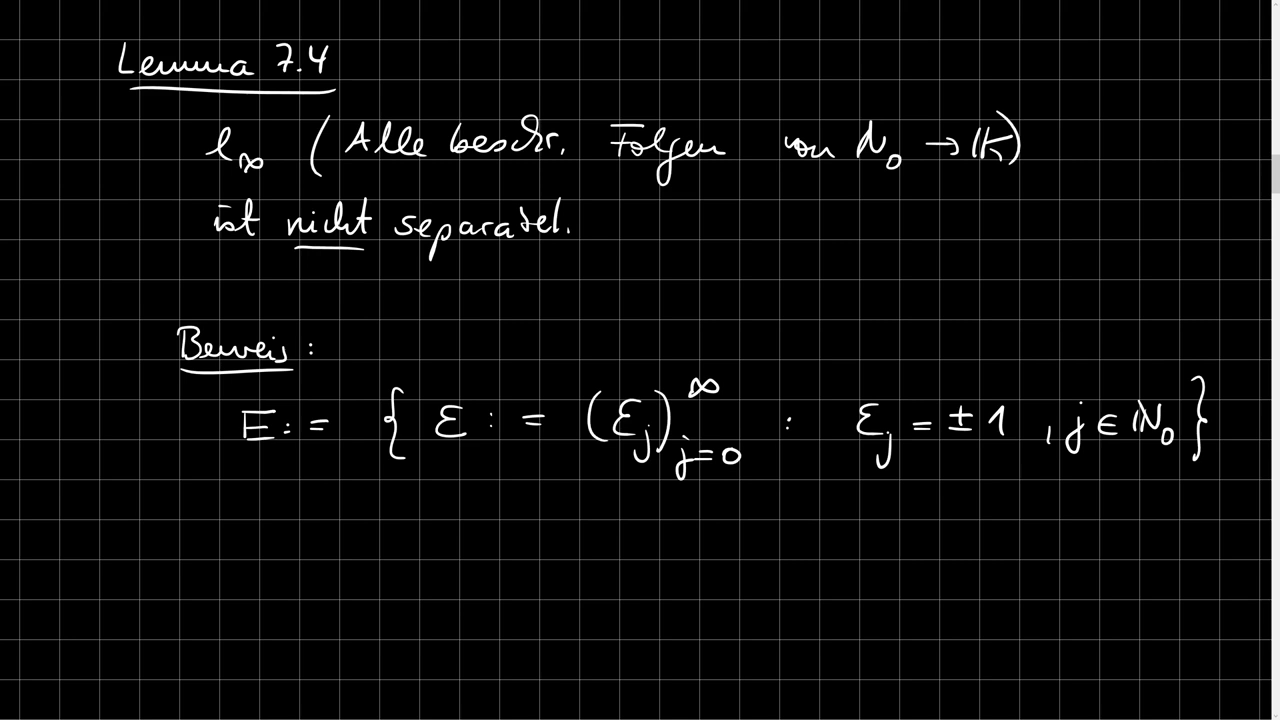 Lemma 7.4
l∞ (Alle beschr. Folgen von ℕ₀ → 𝕂)
ist nicht separabel.
Beweis:
E := { ε := (εⱼ)_{j=0}^∞ : εⱼ = ±1 , j ∈ ℕ₀ }